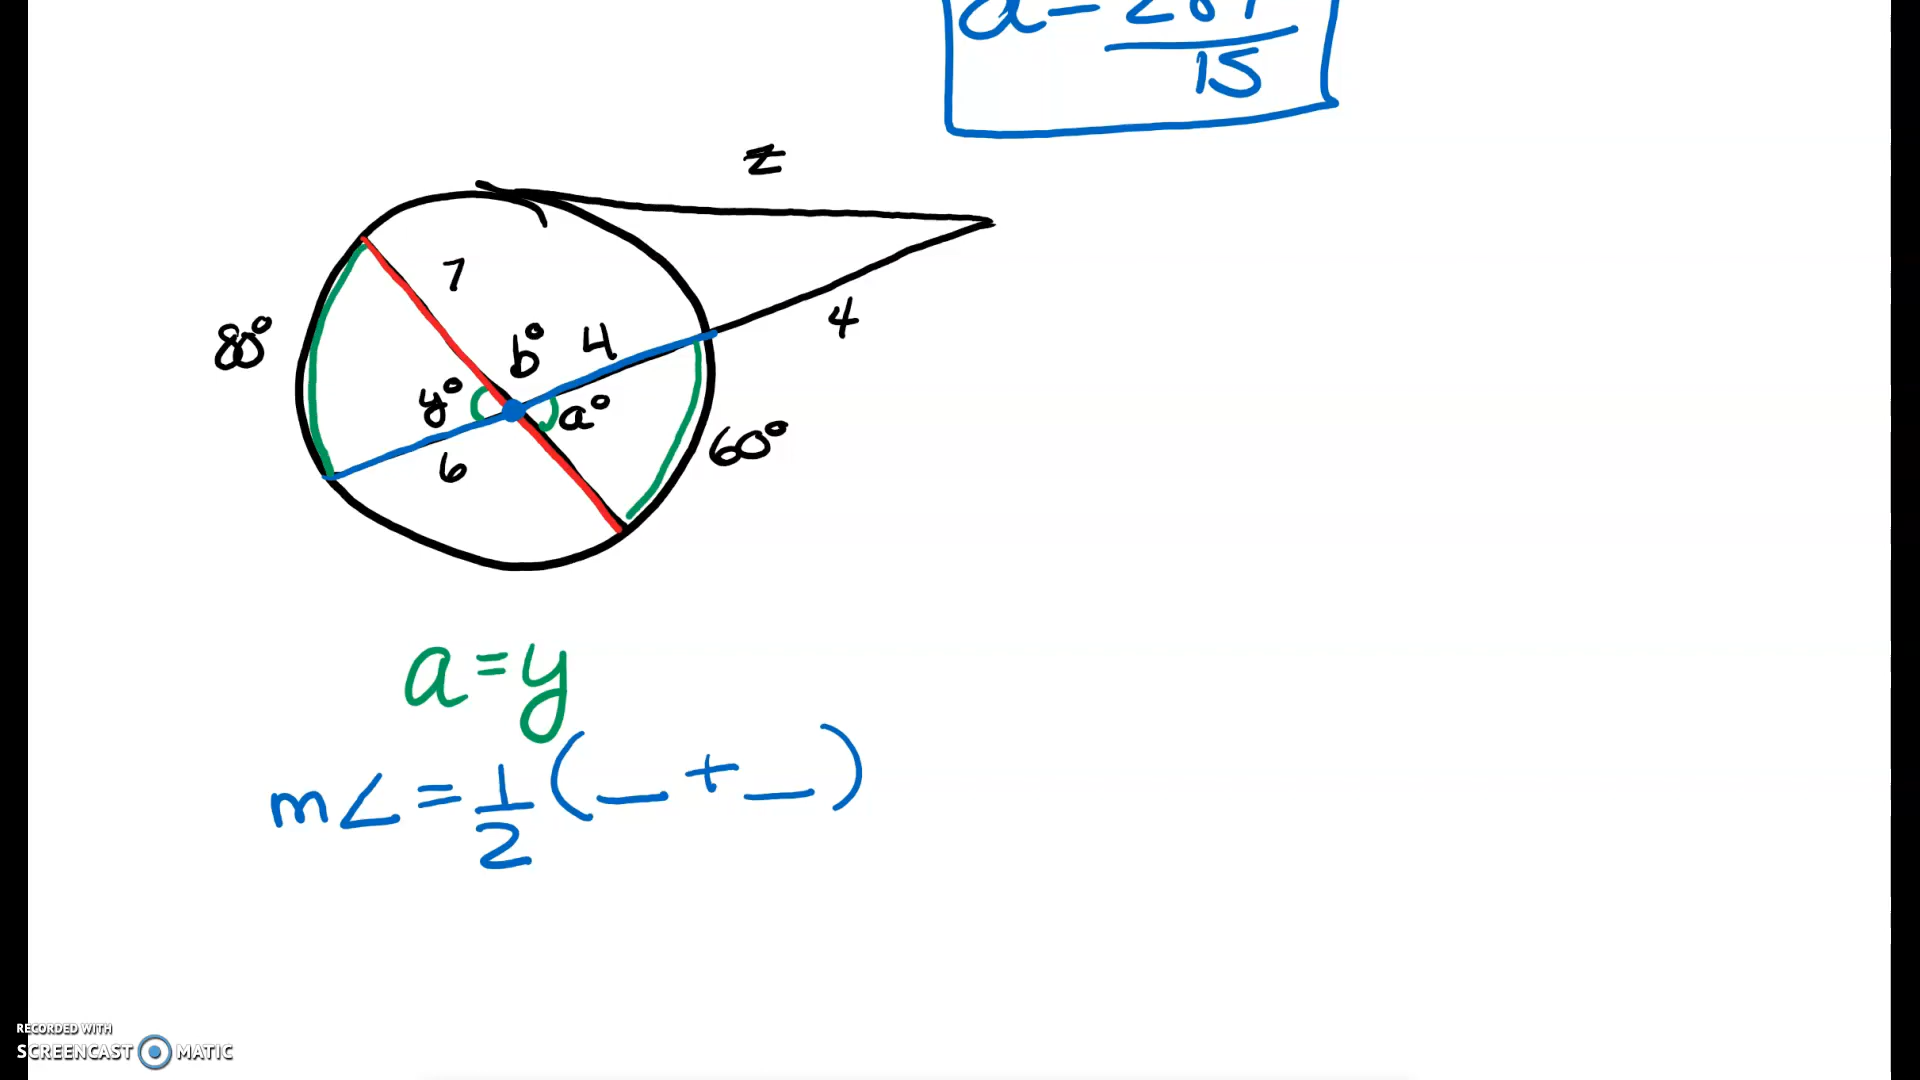 15
z
7
80°
b°
4
4
y°
a°
60°
6
a=y
m∠ = 1/2 ( _ + _ )
RECORDED WITH
SCREENCAST MATIC